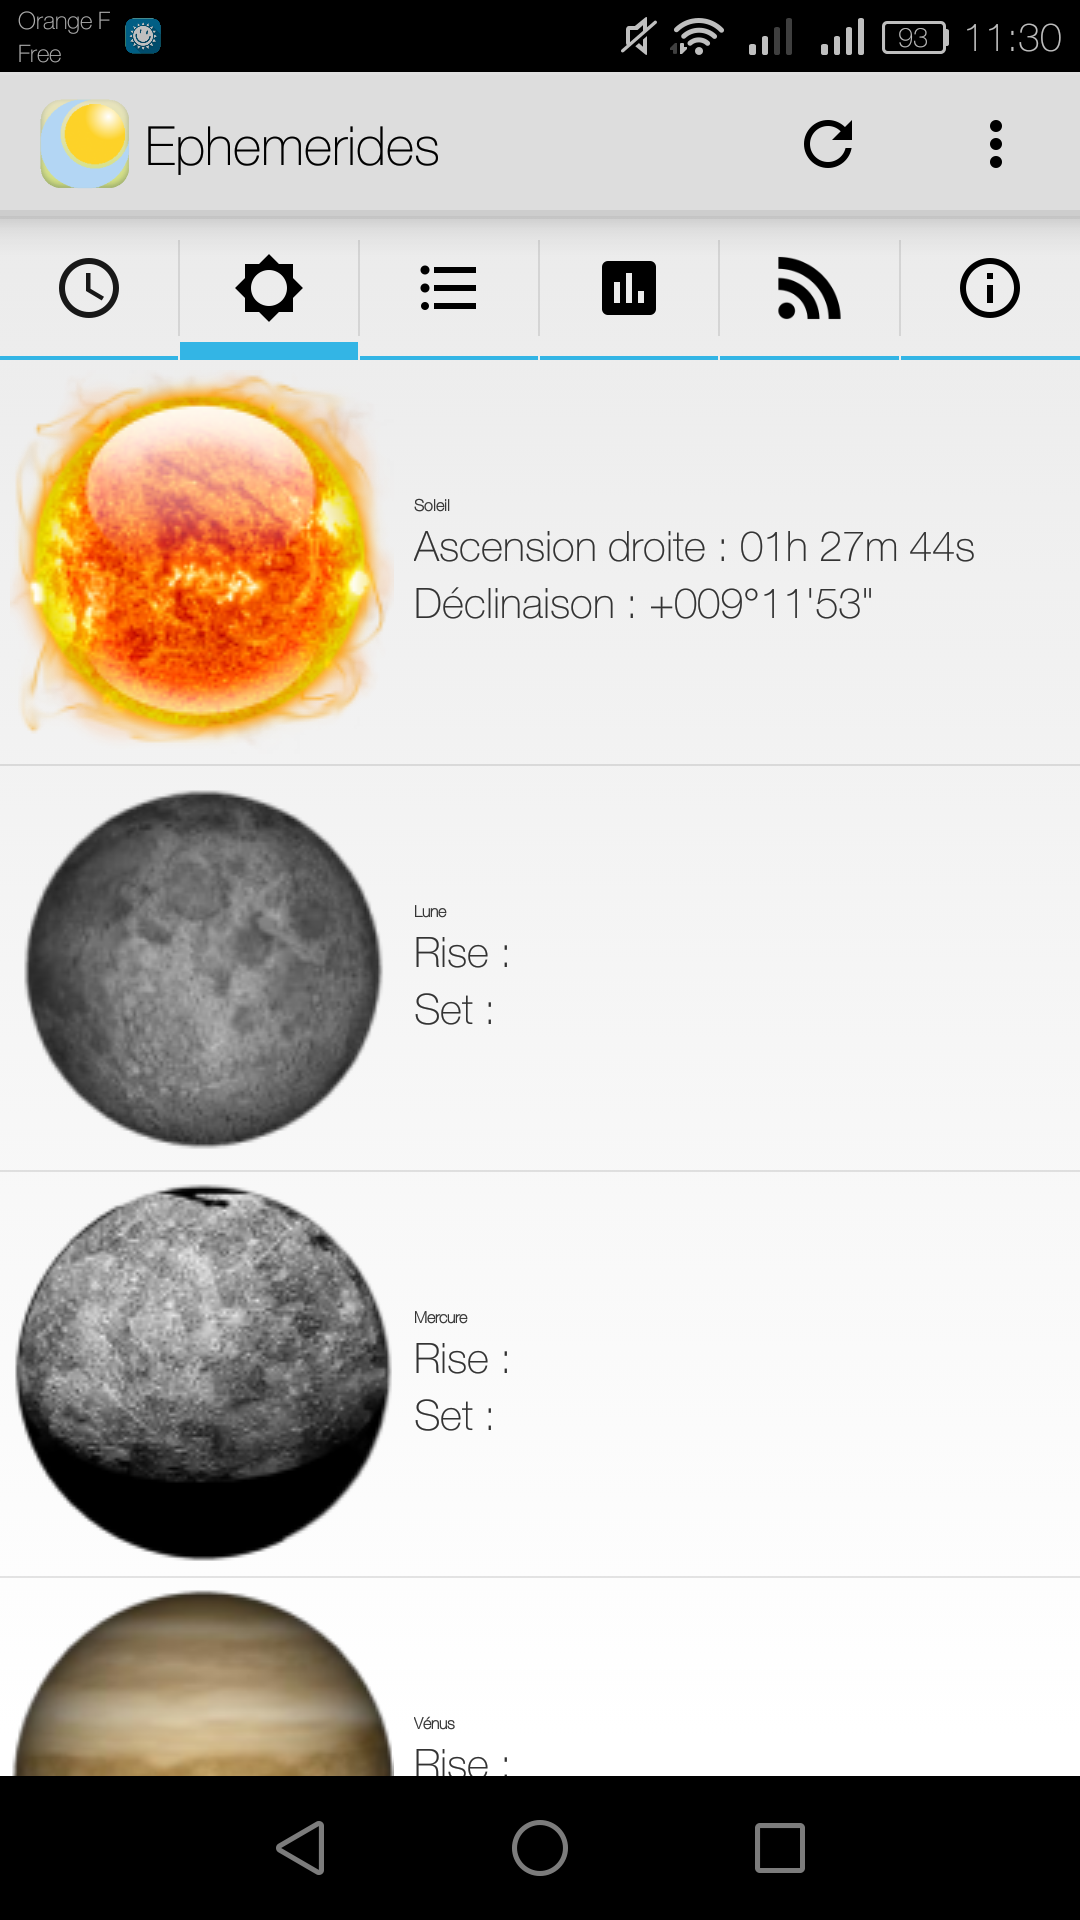 Orange F
Free
93
11:30
Ephemerides
Soleil
Ascension droite : 01h 27m 44s
Déclinaison : +009°11'53"
Lune
Rise :
Set :
Mercure
Rise :
Set :
Vénus
Rise :